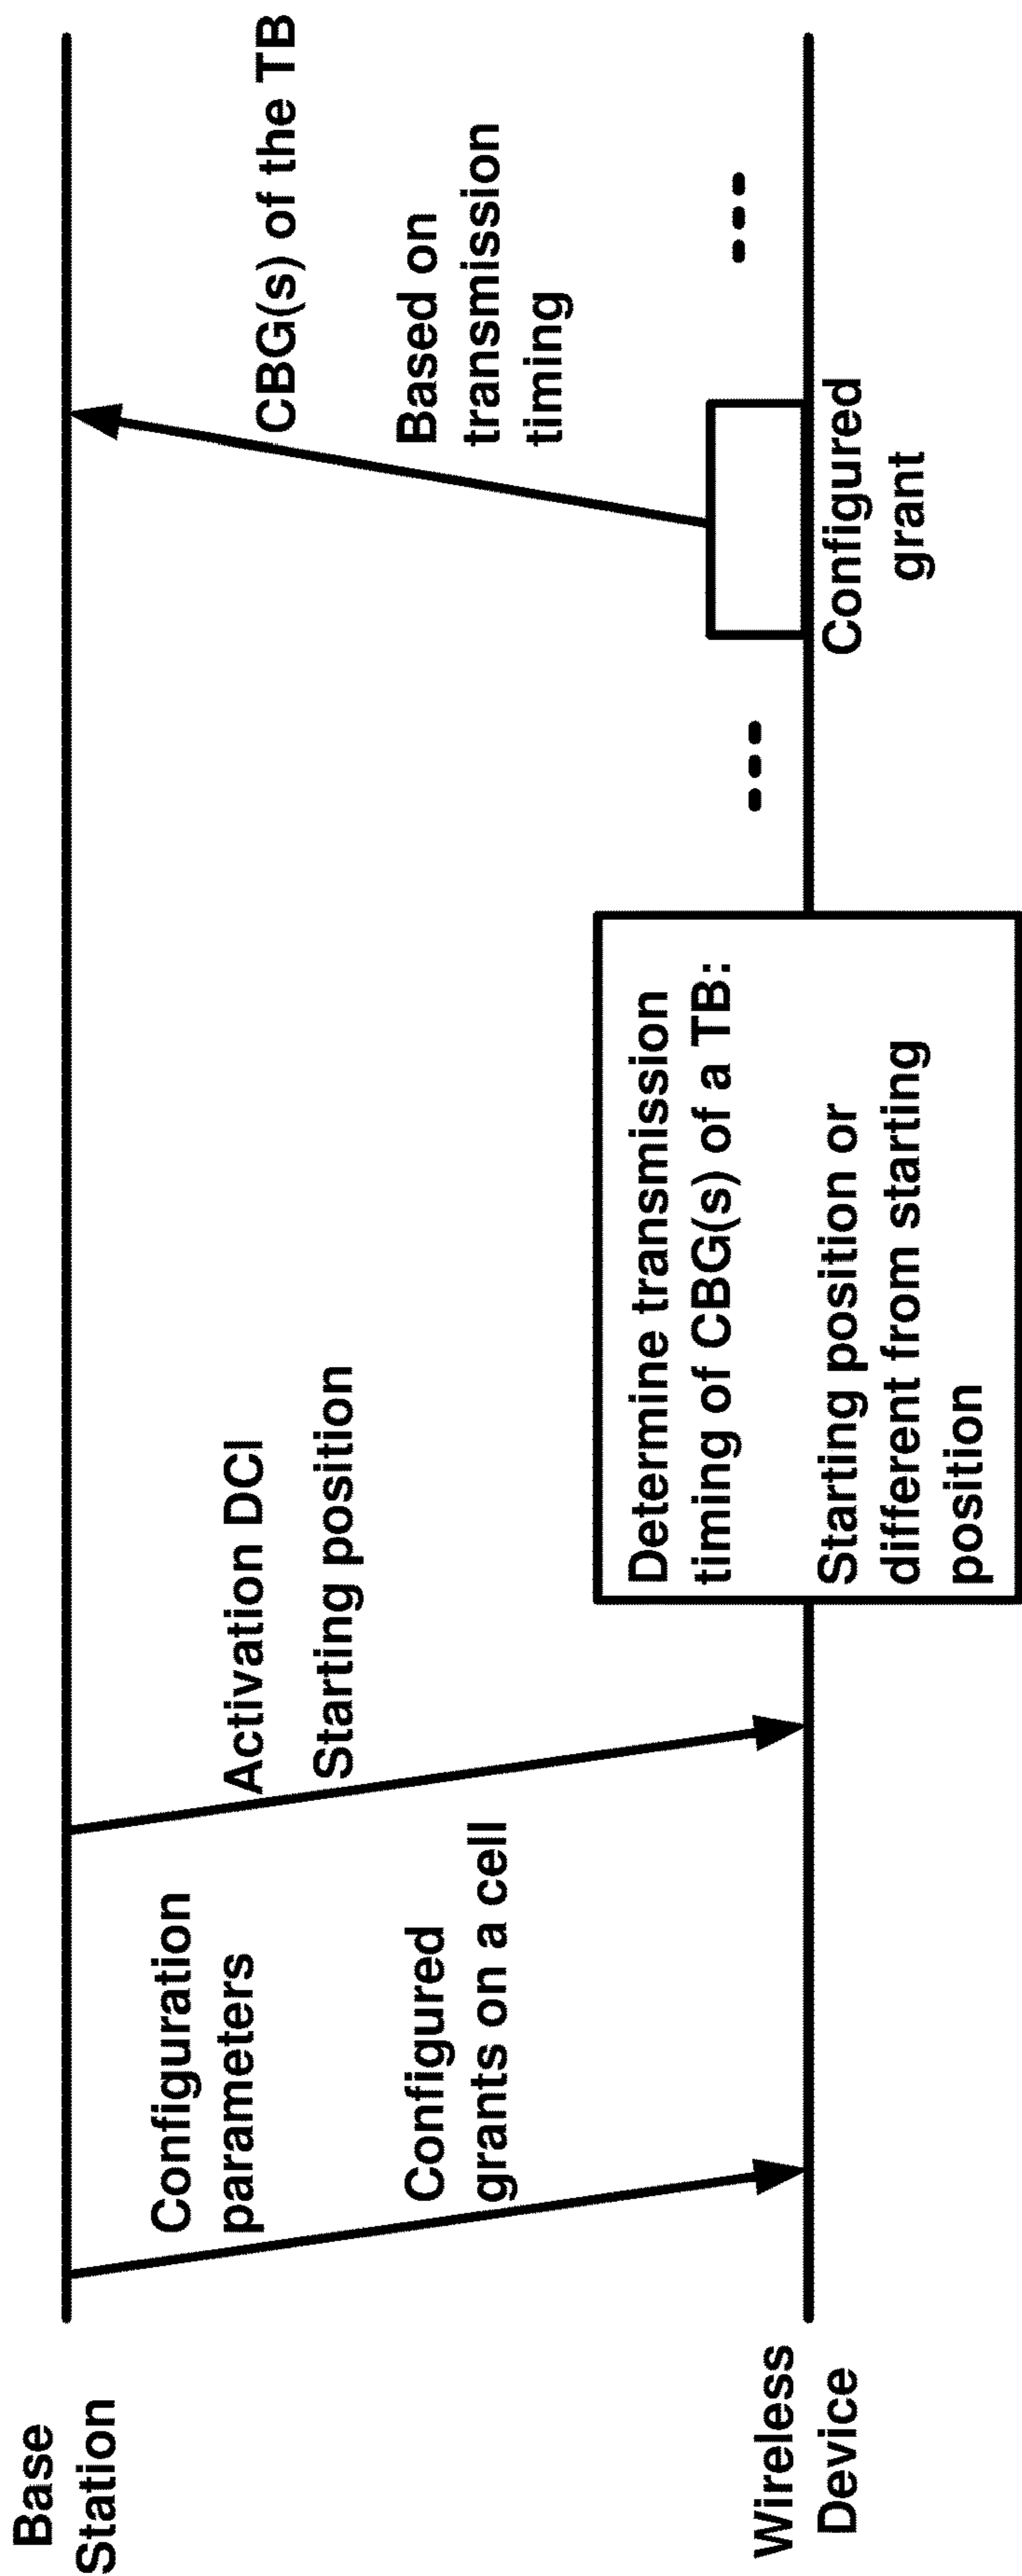 Base
Station
Configuration
parameters
Configured
grants on a cell
Activation DCI
Starting position
CBG(s) of the TB
Based on
transmission
timing
Wireless
Device
Determine transmission
timing of CBG(s) of a TB:
Starting position or
different from starting
position
Configured
grant